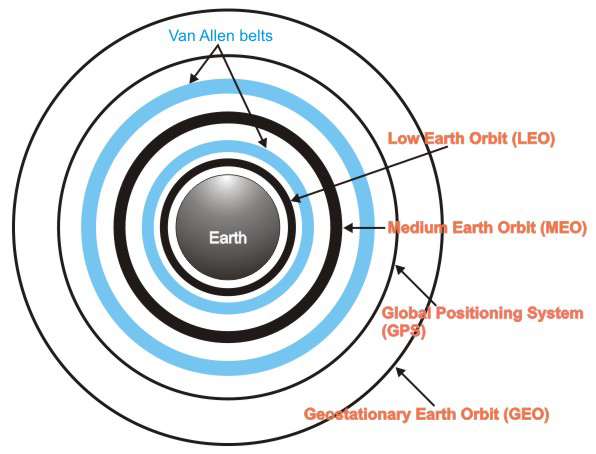 Van Allen belts
Low Earth Orbit (LEO)
Earth
Medium Earth Orbit (MEO)
Global Positioning System
(GPS)
Geostationary Earth Orbit (GEO)